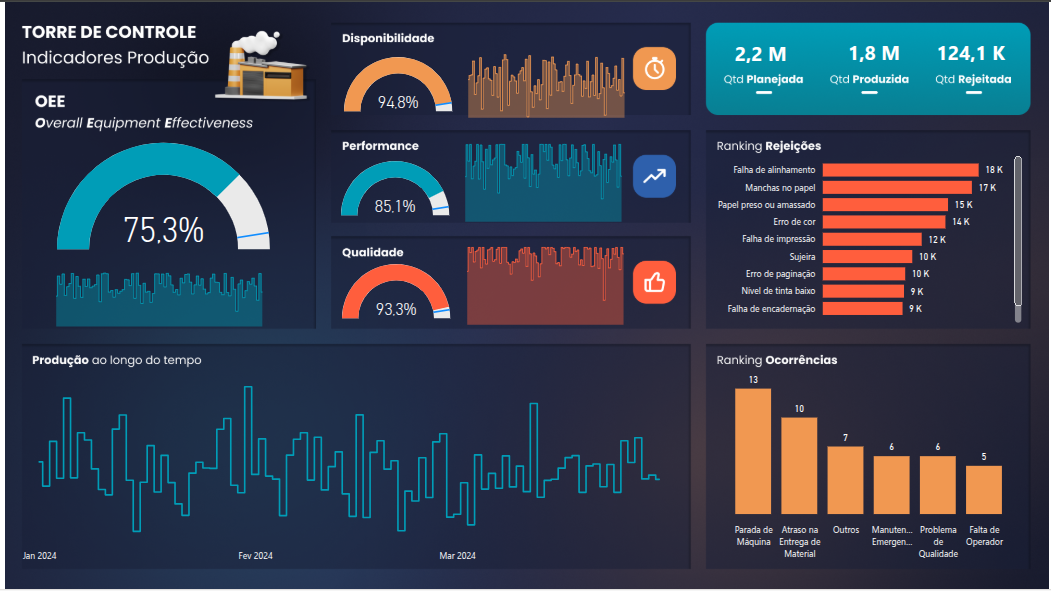 TORRE DE CONTROLE
Indicadores Produção
OEE
Overall Equipment Effectiveness
75,3%
Disponibilidade
94,8%
Performance
85,1%
Qualidade
93,3%
2,2 M
Qtd Planejada
1,8 M
Qtd Produzida
124,1 K
Qtd Rejeitada
Ranking Rejeições
Falha de alinhamento 18 K
Manchas no papel 17 K
Papel preso ou amassado 15 K
Erro de cor 14 K
Falha de impressão 12 K
Sujeira 10 K
Erro de paginação 10 K
Nível de tinta baixo 9 K
Falha de encadernação 9 K
Produção ao longo do tempo
Jan 2024 Fev 2024 Mar 2024
Ranking Ocorrências
13
10
7
6
6
5
Parada de
Máquina
Atraso na
Entrega de
Material
Outros
Manuten...
Emergen...
Problema
de
Qualidade
Falta de
Operador